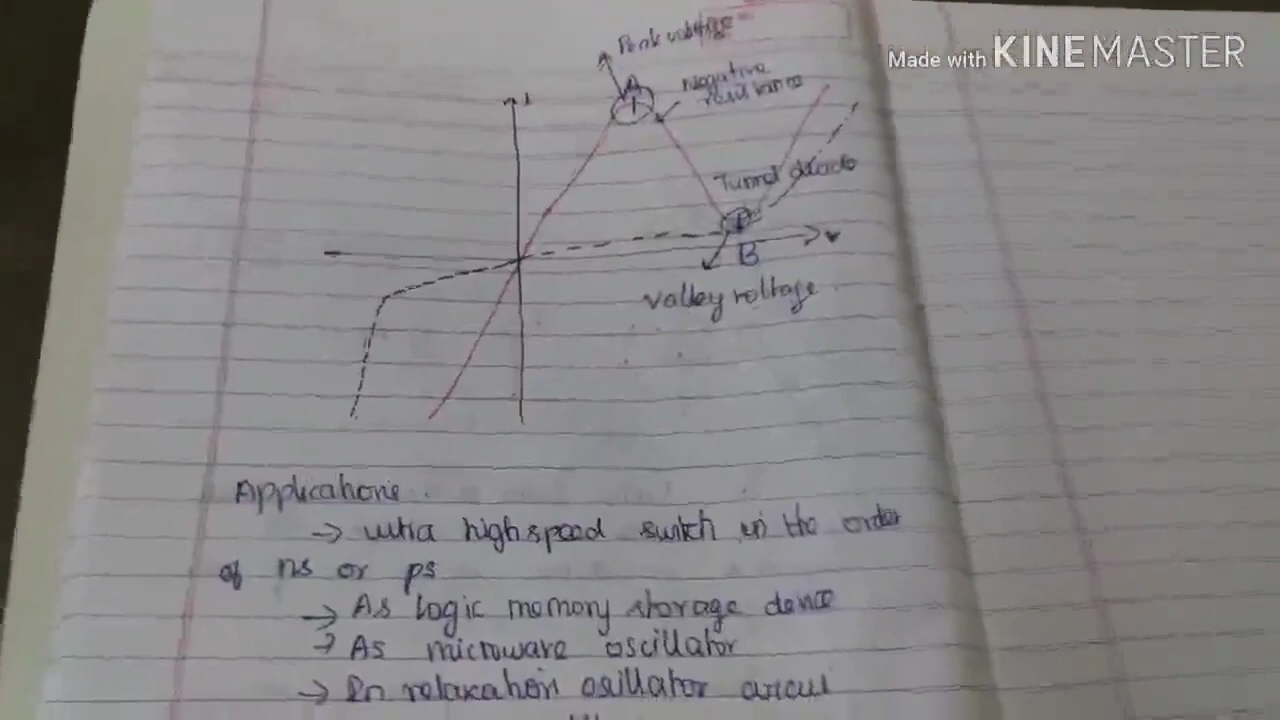 Made with KINEMASTER
Peak voltage
I
A
Negative
resistance
Tunnel diode
V
B
Valley voltage
Applications
→ ultra high speed switch in the order
of ns or ps
→ As logic memory storage device
→ As microwave oscillator
→ In relaxation oscillator circuit